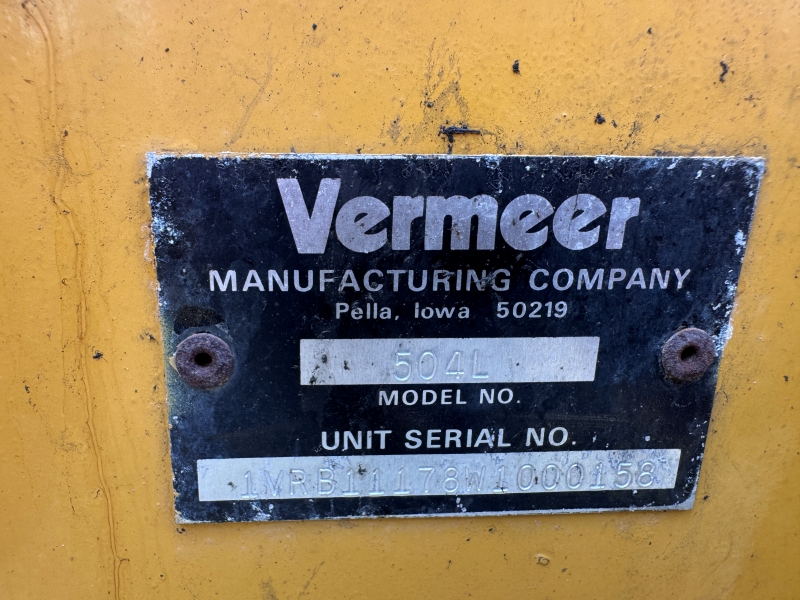 Vermeer
MANUFACTURING COMPANY
Pella, Iowa 50219
504L
MODEL NO.
UNIT SERIAL NO.
1MRB11178W1000158